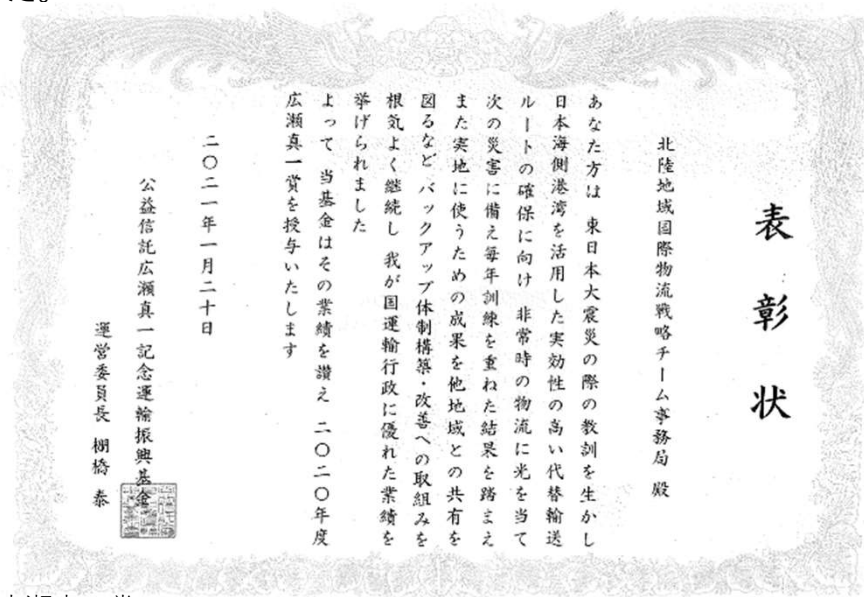 表彰状
北陸地域国際物流戦略チーム事務局 殿
あなた方は 東日本大震災の際の教訓を生かし
日本海側港湾を活用した実効性の高い代替輸送
ルートの確保に向け 非常時の物流に光を当て
次の災害に備え毎年訓練を重ねた結果を踏まえ
また実地に使うための成果を他地域との共有を
図るなど バックアップ体制構築・改善への取組みを
根気よく継続し 我が国運輸行政に優れた業績を
挙げられました
よって 当基金はその業績を讃え 二〇二〇年度
広瀬真一賞を授与いたします
二〇二一年一月二十日
公益信託広瀬真一記念運輸振興基金
運営委員長 棚橋 泰